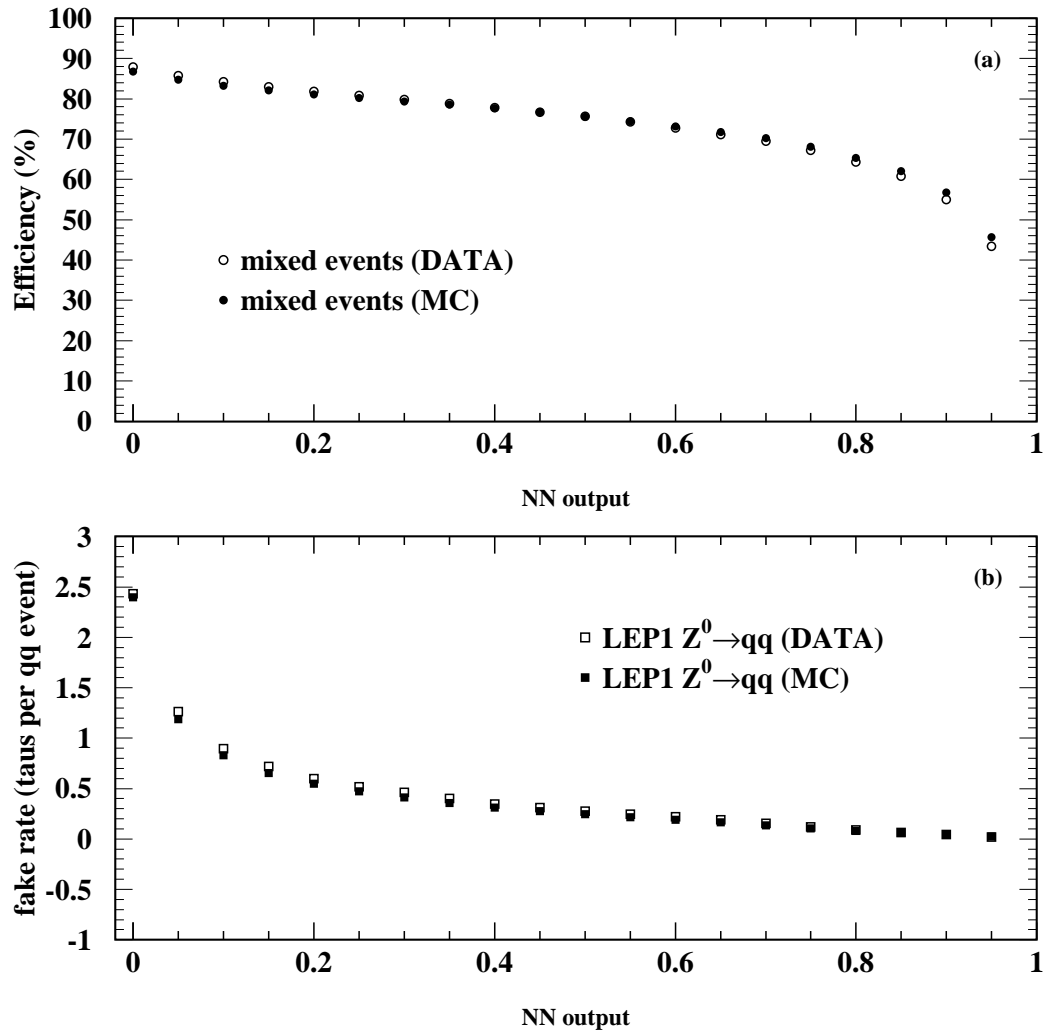 100
90
80
70
60
50
40
30
20
10
0
Efficiency (%)
(a)
mixed events (DATA)
mixed events (MC)
0 0.2 0.4 0.6 0.8 1
NN output
3
2.5
2
1.5
1
0.5
0
-0.5
-1
fake rate (taus per qq event)
(b)
LEP1 Z⁰→qq (DATA)
LEP1 Z⁰→qq (MC)
0 0.2 0.4 0.6 0.8 1
NN output